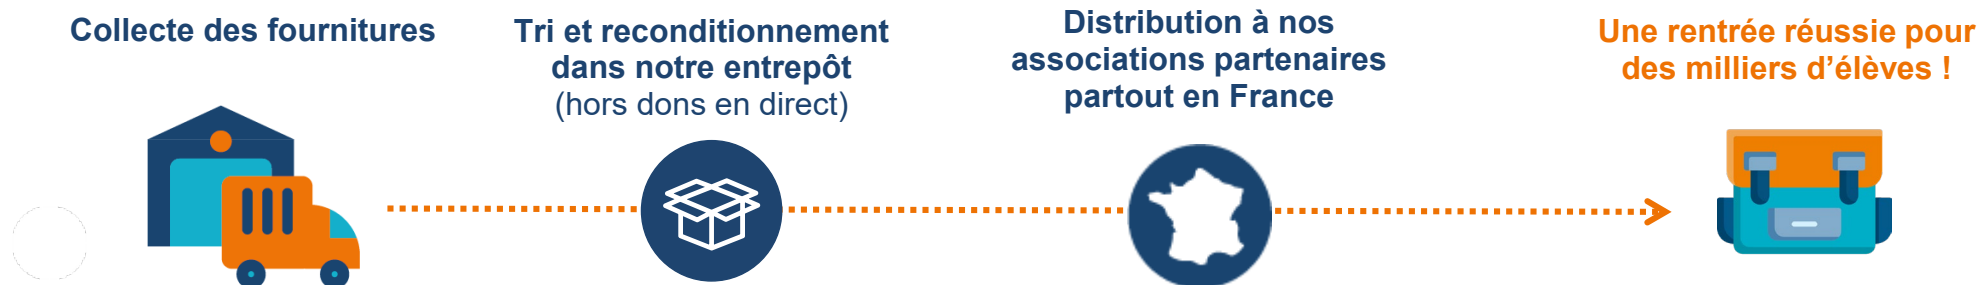 Collecte des fournitures
Tri et reconditionnement
dans notre entrepôt
(hors dons en direct)
Distribution à nos
associations partenaires
partout en France
Une rentrée réussie pour
des milliers d’élèves !